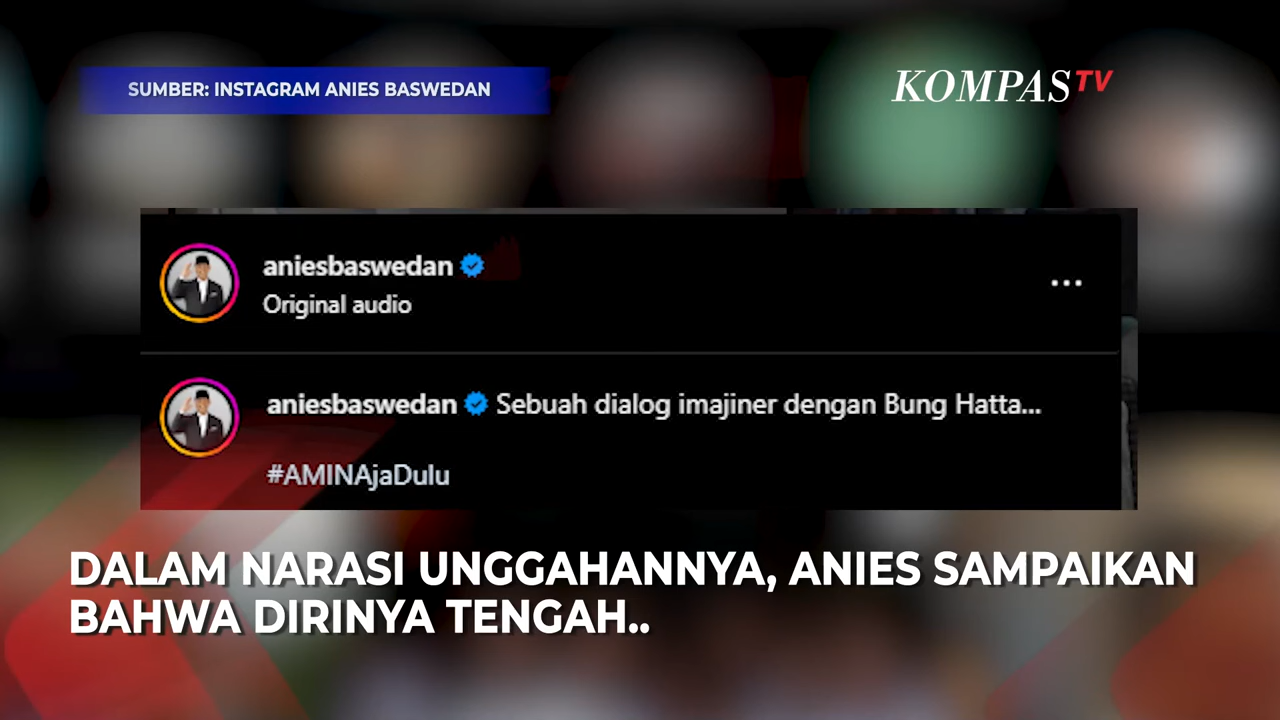 SUMBER: INSTAGRAM ANIES BASWEDAN
KOMPASTV
aniesbaswedan
Original audio
aniesbaswedan Sebuah dialog imajiner dengan Bung Hatta...
#AMINAjaDulu
DALAM NARASI UNGGAHANNYA, ANIES SAMPAIKAN
BAHWA DIRINYA TENGAH..